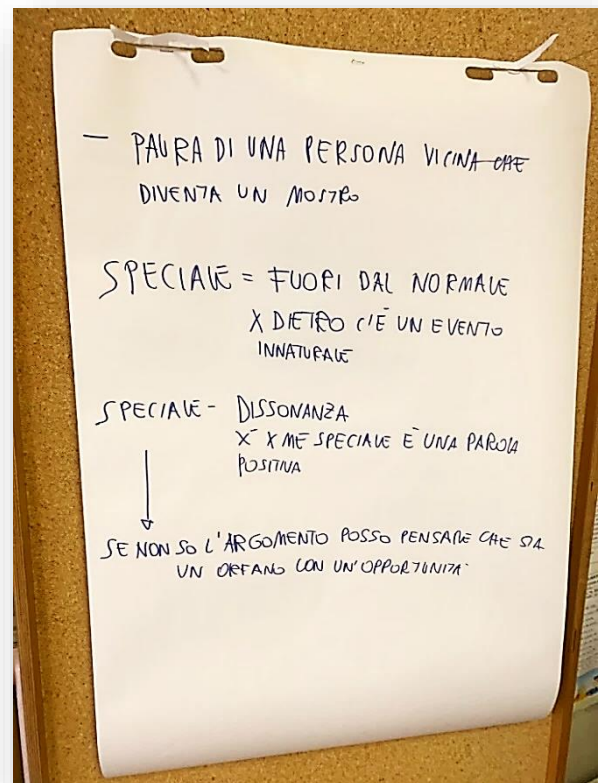 — PAURA DI UNA PERSONA VICINA CHE
DIVENTA UN MOSTRO
SPECIALE = FUORI DAL NORMALE
X DIETRO C'È UN EVENTO
INNATURALE
SPECIALE - DISSONANZA
X X ME SPECIALE È UNA PAROLA
POSITIVA
SE NON SO L'ARGOMENTO POSSO PENSARE CHE SIA
UN ORFANO CON UN'OPPORTUNITÀ